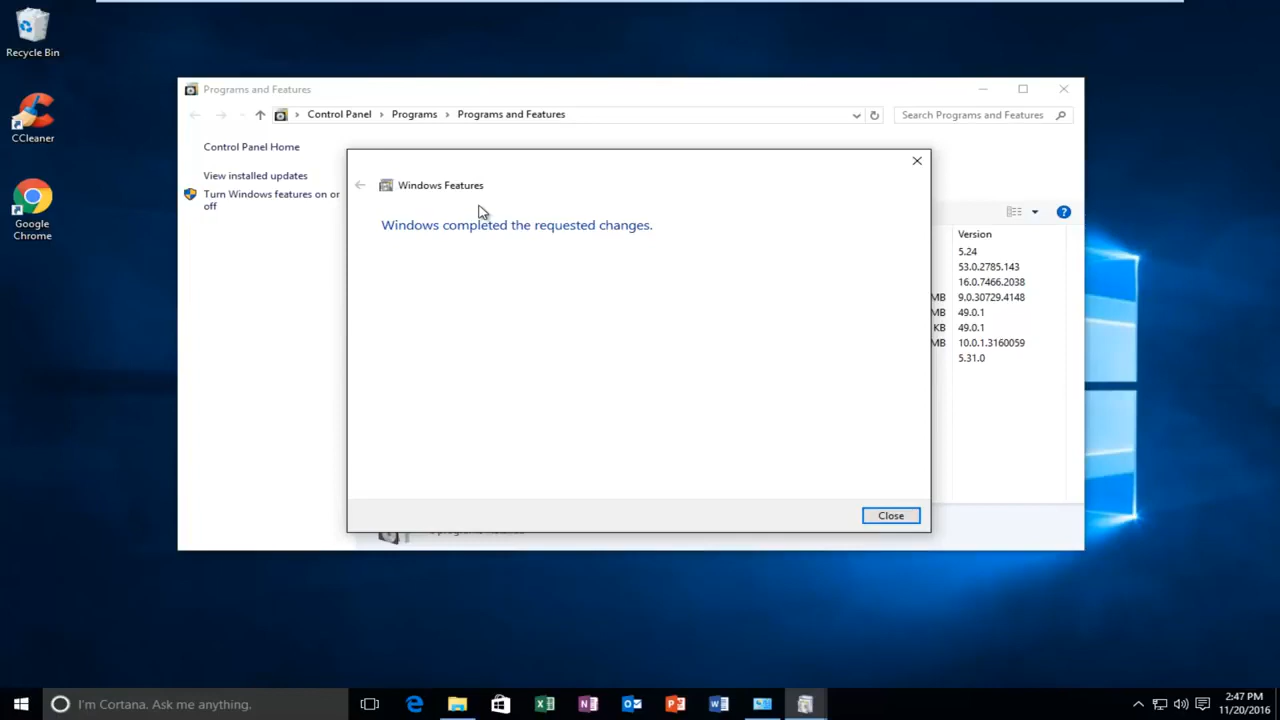 Recycle Bin
CCleaner
Google
Chrome
Programs and Features
Control Panel > Programs > Programs and Features
Search Programs and Features
Control Panel Home
View installed updates
Turn Windows features on or
off
Windows Features
Windows completed the requested changes.
Close
Version
5.24
53.0.2785.143
16.0.7466.2038
MB 9.0.30729.4148
MB 49.0.1
KB 49.0.1
MB 10.0.1.3160059
5.31.0
I'm Cortana. Ask me anything.
2:47 PM
11/20/2016